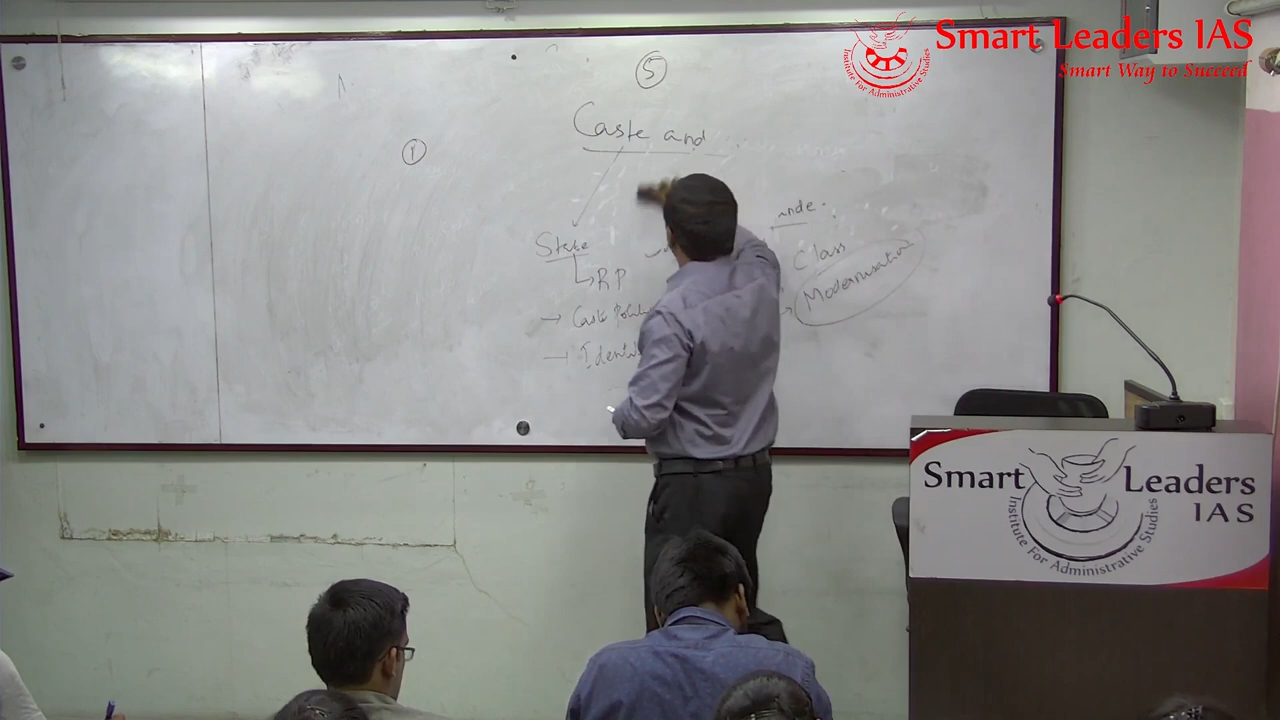 Smart Leaders IAS
Smart Way to Succeed
Institute For Administrative Studies
5
1
Caste and
State
→ RP
→ Caste
→
Class
Modernisation
Smart Leaders
IAS
Institute For Administrative Studies